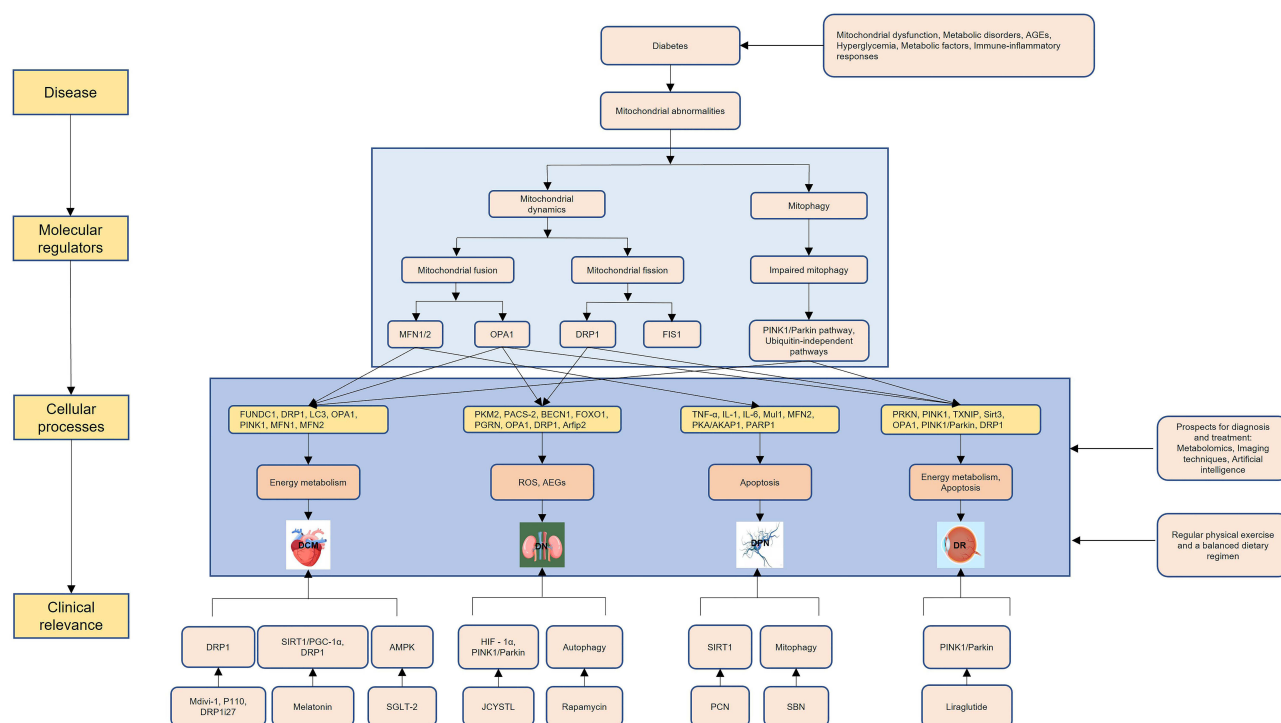 Disease
Molecular
regulators
Cellular
processes
Clinical
relevance
Diabetes
Mitochondrial dysfunction, Metabolic disorders, AGEs,
Hyperglycemia, Metabolic factors, Immune-inflammatory
responses
Mitochondrial abnormalities
Mitochondrial
dynamics
Mitophagy
Mitochondrial fusion
Mitochondrial fission
Impaired mitophagy
MFN1/2
OPA1
DRP1
FIS1
PINK1/Parkin pathway,
Ubiquitin-independent
pathways
FUNDC1, DRP1, LC3, OPA1,
PINK1, MFN1, MFN2
PKM2, PACS-2, BECN1, FOXO1,
PGRN, OPA1, DRP1, Arfip2
TNF-α, IL-1, IL-6, Mul1, MFN2,
PKA/AKAP1, PARP1
PRKN, PINK1, TXNIP, Sirt3,
OPA1, PINK1/Parkin, DRP1
Energy metabolism
ROS, AEGs
Apoptosis
Energy metabolism,
Apoptosis
DCM
DN
DPN
DR
Prospects for diagnosis
and treatment:
Metabolomics, Imaging
techniques, Artificial
intelligence
Regular physical exercise
and a balanced dietary
regimen
DRP1
SIRT1/PGC-1α,
DRP1
AMPK
HIF - 1α,
PINK1/Parkin
Autophagy
SIRT1
Mitophagy
PINK1/Parkin
Mdivi-1, P110,
DRP1i27
Melatonin
SGLT-2
JCYSTL
Rapamycin
PCN
SBN
Liraglutide